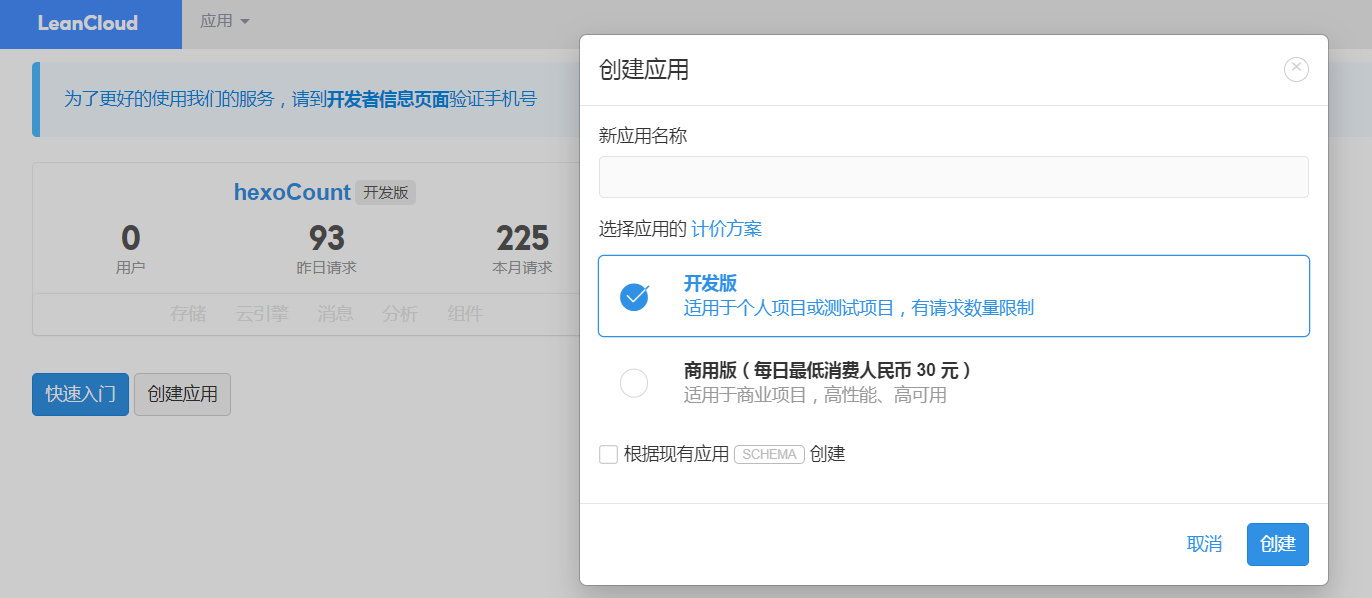 LeanCloud
应用
为了更好的使用我们的服务，请到开发者信息页面验证手机号
hexoCount 开发版
0 93 225
用户 昨日请求 本月请求
存储 云引擎 消息 分析 组件
快速入门 创建应用
创建应用
新应用名称
选择应用的 计价方案
开发版
适用于个人项目或测试项目，有请求数量限制
商用版（每日最低消费人民币 30 元）
适用于商业项目，高性能、高可用
根据现有应用 SCHEMA 创建
取消 创建